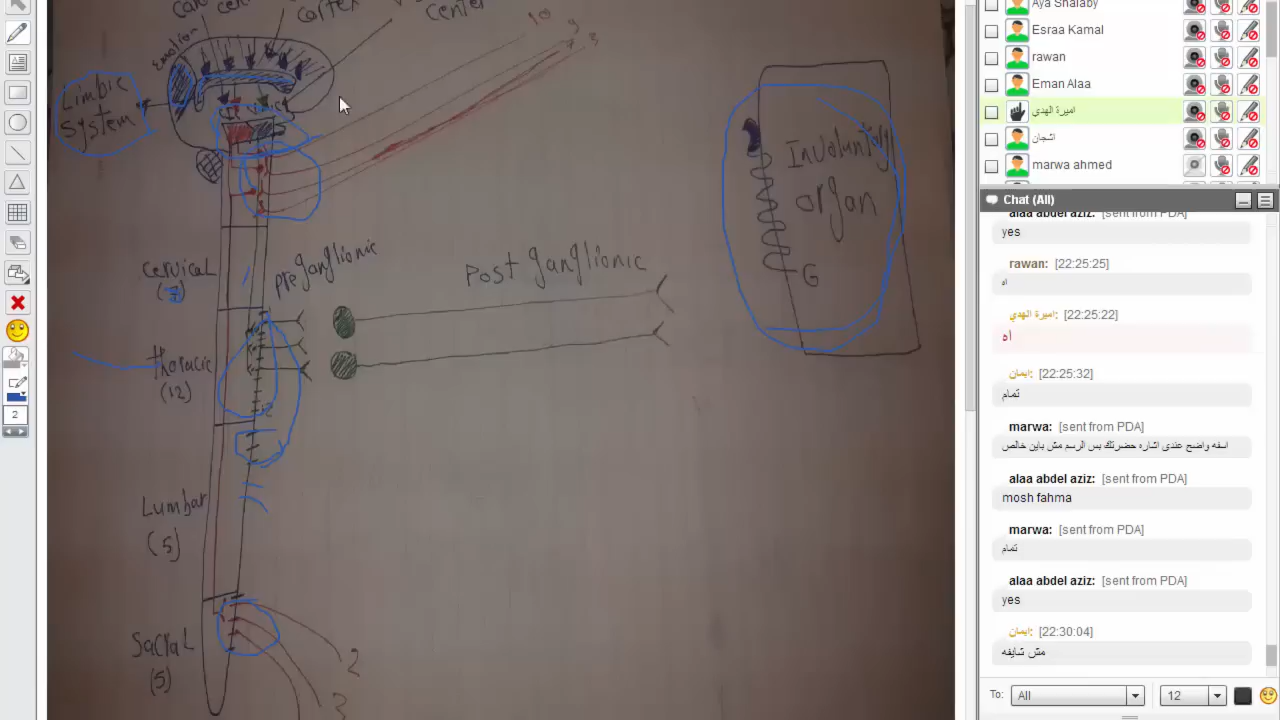 cortex
center
10
9
Emotion
Limbic
System
Involuntry
organ
G
Cervical
(7)
preganglionic
Post ganglionic
thoracic
(12)
12
Lumbar
(5)
Sacral
(5)
2
3
2
Aya Shalaby
Esraa Kamal
rawan
Eman Alaa
اميرة الهدي
اشجان
marwa ahmed
Chat (All)
alaa abdel aziz: [sent from PDA]
yes
rawan: [22:25:25]
اه
اميرة الهدي: [22:25:22]
اه
ايمان: [22:25:32]
تمام
marwa: [sent from PDA]
اسفه واضح عندى اشاره حضرتك بس الرسم مش باين خالص
alaa abdel aziz: [sent from PDA]
mosh fahma
marwa: [sent from PDA]
تمام
alaa abdel aziz: [sent from PDA]
yes
ايمان: [22:30:04]
مش شايفه
To: All 12